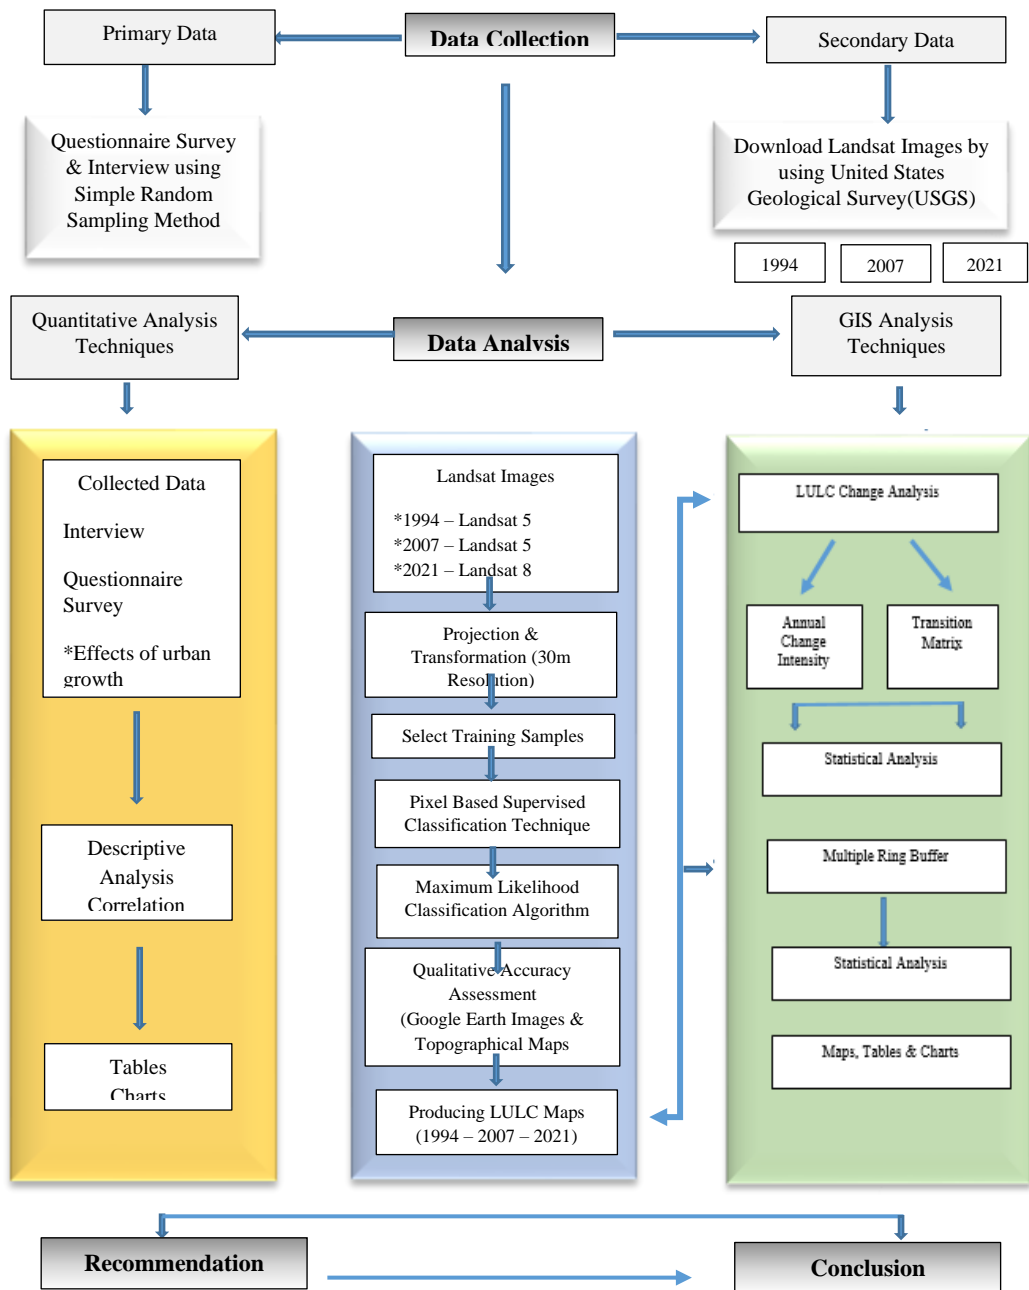 Primary Data
Data Collection
Secondary Data
Questionnaire Survey
& Interview using
Simple Random
Sampling Method
Download Landsat Images by
using United States
Geological Survey(USGS)
1994
2007
2021
Quantitative Analysis
Techniques
Data Analysis
GIS Analysis
Techniques
Collected Data
Interview
Questionnaire
Survey
*Effects of urban
growth
Descriptive
Analysis
Correlation
Tables
Charts
Landsat Images
*1994 – Landsat 5
*2007 – Landsat 5
*2021 – Landsat 8
Projection &
Transformation (30m
Resolution)
Select Training Samples
Pixel Based Supervised
Classification Technique
Maximum Likelihood
Classification Algorithm
Qualitative Accuracy
Assessment
(Google Earth Images &
Topographical Maps
Producing LULC Maps
(1994 – 2007 – 2021)
LULC Change Analysis
Annual
Change
Intensity
Transition
Matrix
Statistical Analysis
Multiple Ring Buffer
Statistical Analysis
Maps, Tables & Charts
Recommendation
Conclusion